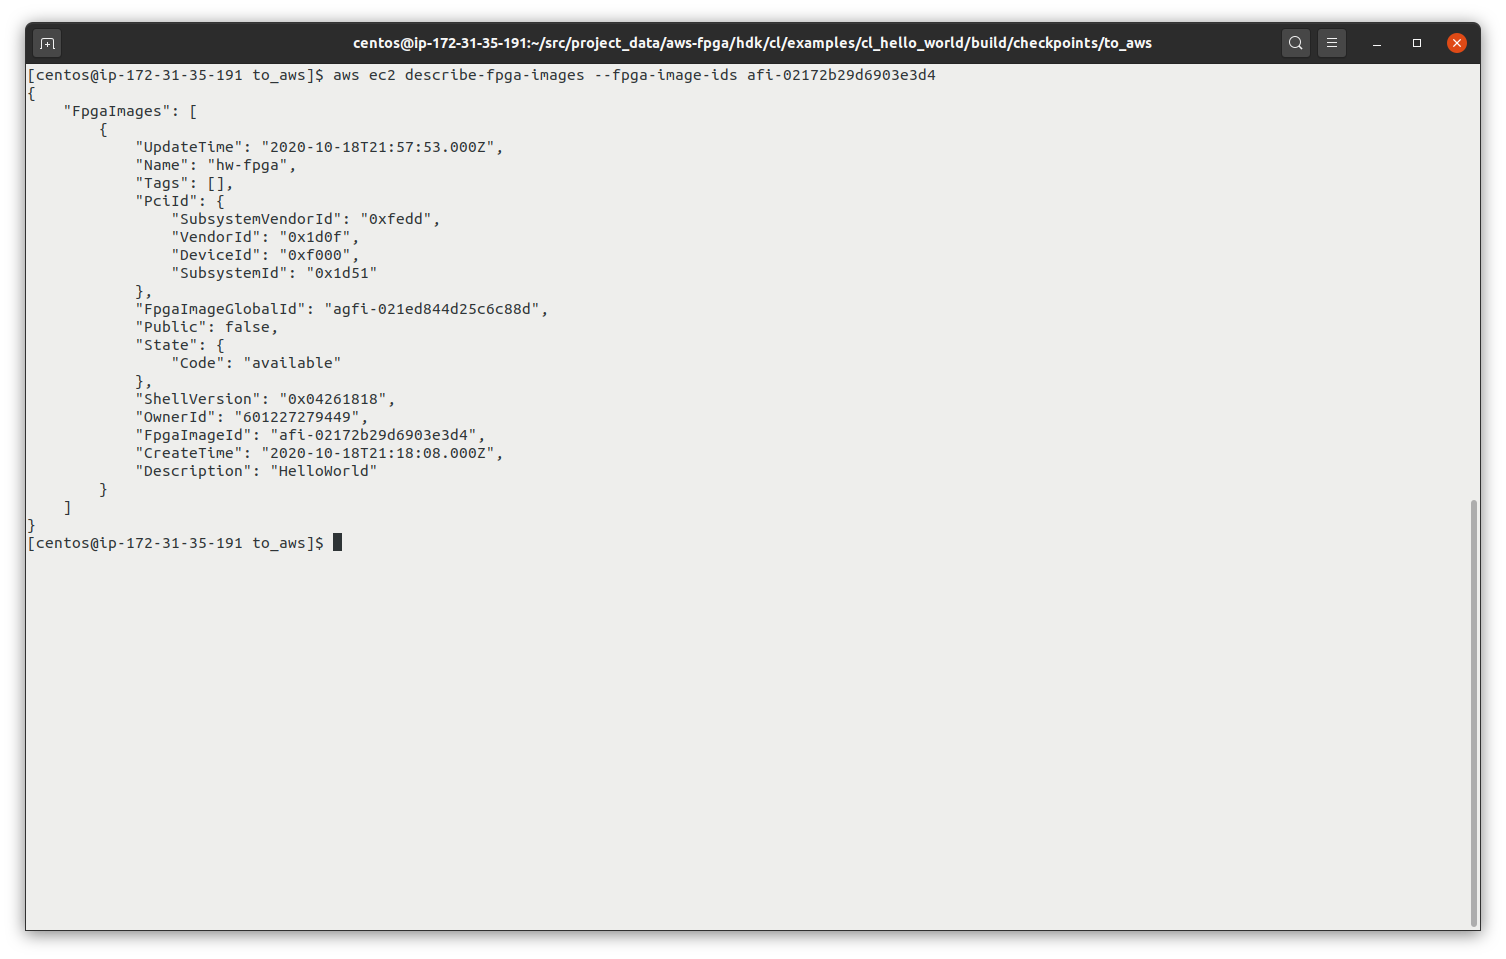 centos@ip-172-31-35-191:~/src/project_data/aws-fpga/hdk/cl/examples/cl_hello_world/build/checkpoints/to_aws
[centos@ip-172-31-35-191 to_aws]$ aws ec2 describe-fpga-images --fpga-image-ids afi-02172b29d6903e3d4
{
    "FpgaImages": [
        {
            "UpdateTime": "2020-10-18T21:57:53.000Z",
            "Name": "hw-fpga",
            "Tags": [],
            "PciId": {
                "SubsystemVendorId": "0xfedd",
                "VendorId": "0x1d0f",
                "DeviceId": "0xf000",
                "SubsystemId": "0x1d51"
            },
            "FpgaImageGlobalId": "agfi-021ed844d25c6c88d",
            "Public": false,
            "State": {
                "Code": "available"
            },
            "ShellVersion": "0x04261818",
            "OwnerId": "601227279449",
            "FpgaImageId": "afi-02172b29d6903e3d4",
            "CreateTime": "2020-10-18T21:18:08.000Z",
            "Description": "HelloWorld"
        }
    ]
}
[centos@ip-172-31-35-191 to_aws]$